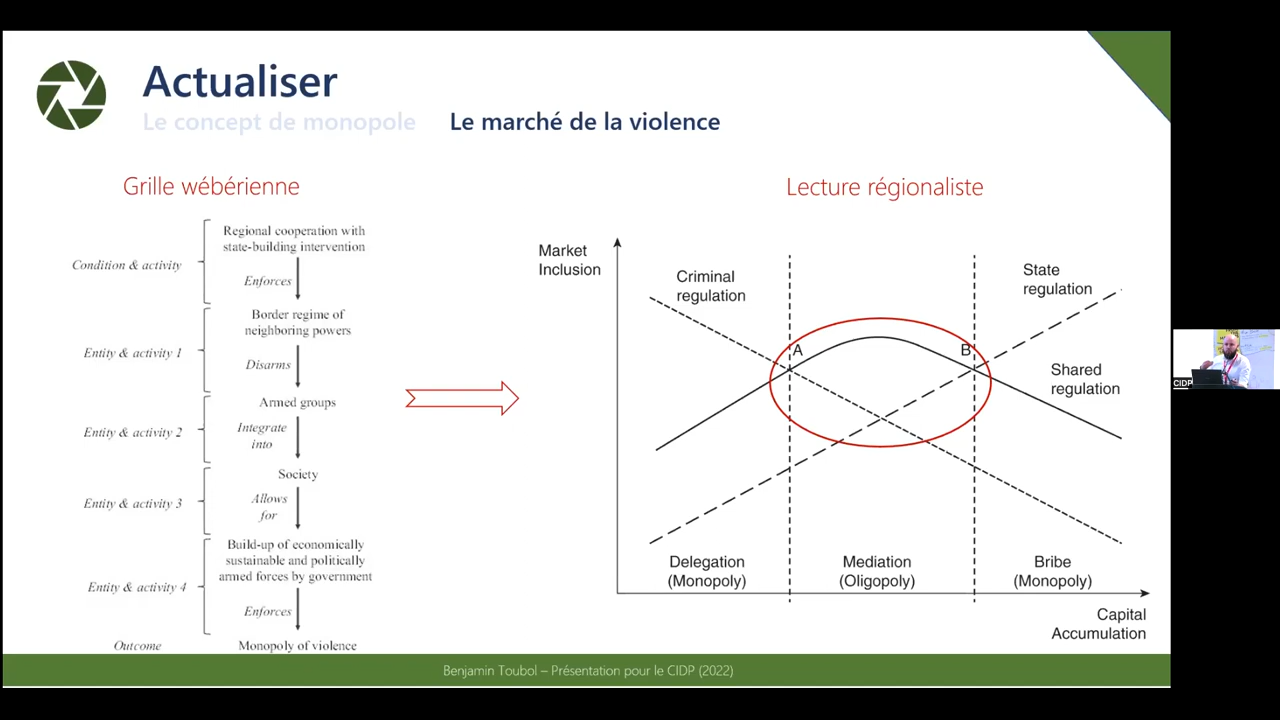 Actualiser
Le concept de monopole
Le marché de la violence
Grille wébérienne
Regional cooperation with
state-building intervention
Condition & activity
Enforces
Border regime of
neighboring powers
Entity & activity 1
Disarms
Armed groups
Entity & activity 2
Integrate
into
Society
Entity & activity 3
Allows
for
Build-up of economically
sustainable and politically
armed forces by government
Entity & activity 4
Enforces
Outcome
Monopoly of violence
Lecture régionaliste
Market
Inclusion
Criminal
regulation
State
regulation
A
B
Shared
regulation
Delegation
(Monopoly)
Mediation
(Oligopoly)
Bribe
(Monopoly)
Capital
Accumulation
Benjamin Toubol – Présentation pour le CIDP (2022)
CIDP